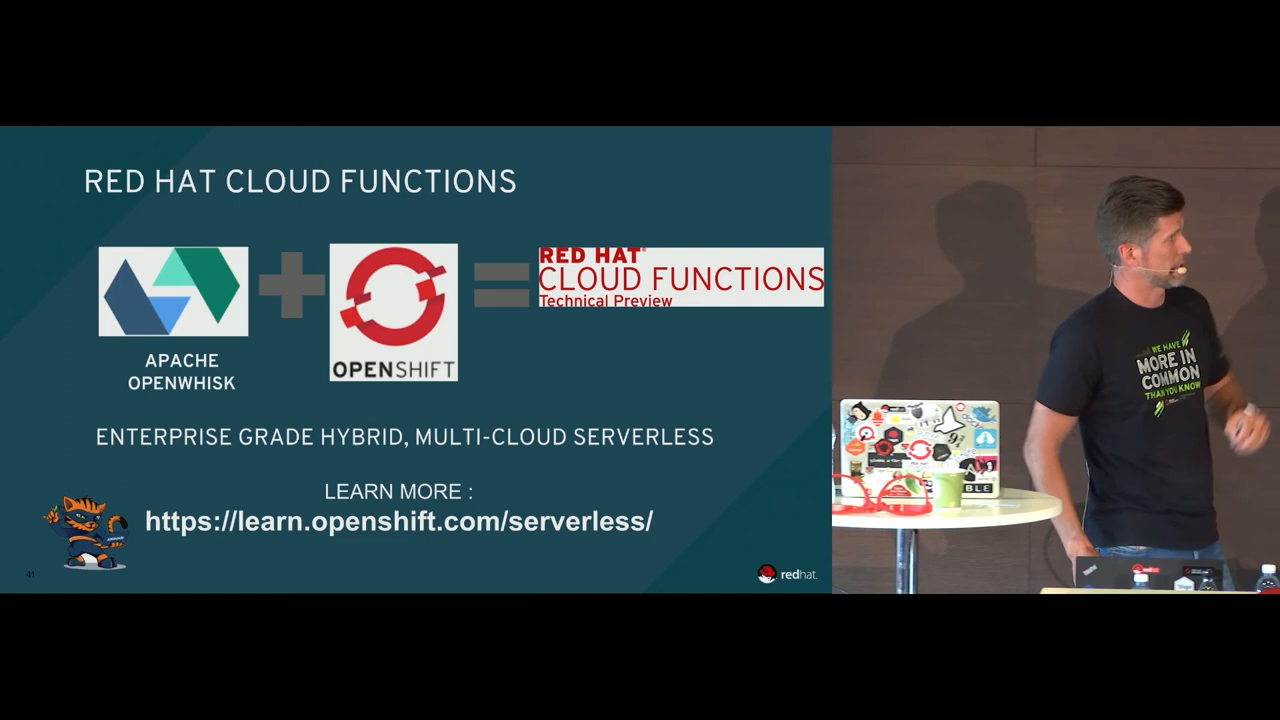 RED HAT CLOUD FUNCTIONS
APACHE
OPENWHISK
OPENSHIFT
RED HAT®
CLOUD FUNCTIONS
Technical Preview
ENTERPRISE GRADE HYBRID, MULTI-CLOUD SERVERLESS
LEARN MORE :
https://learn.openshift.com/serverless/
41
redhat.
WE HAVE
MORE IN
COMMON
THAN YOU KNOW